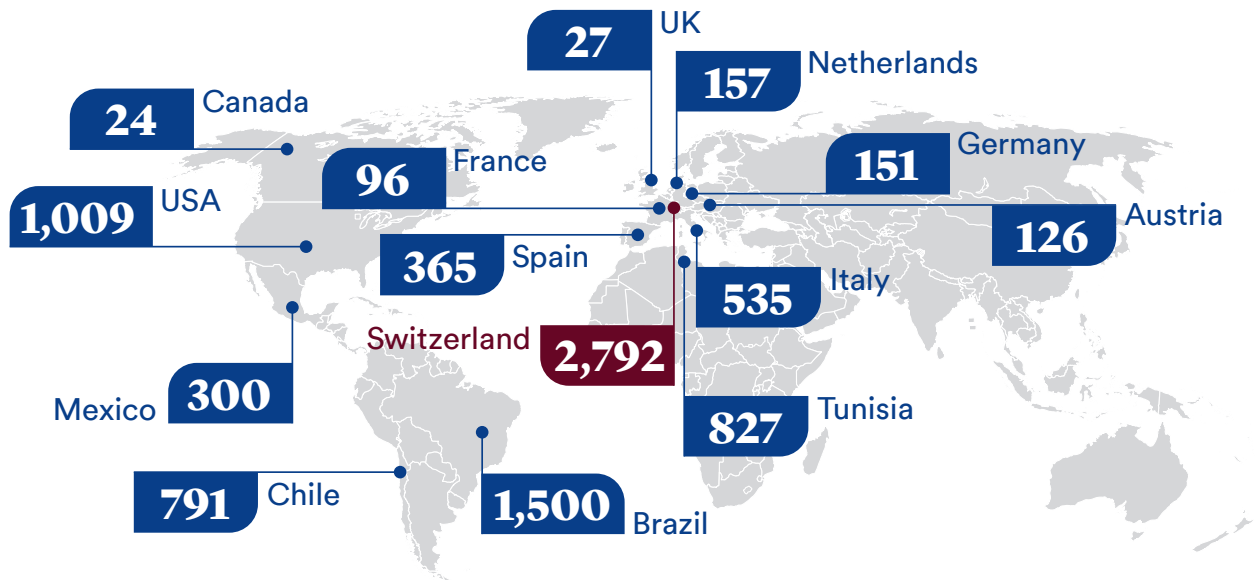 27
UK
157
Netherlands
24
Canada
96
France
151
Germany
1,009
USA
365
Spain
126
Austria
535
Italy
Switzerland
2,792
300
Mexico
827
Tunisia
791
Chile
1,500
Brazil